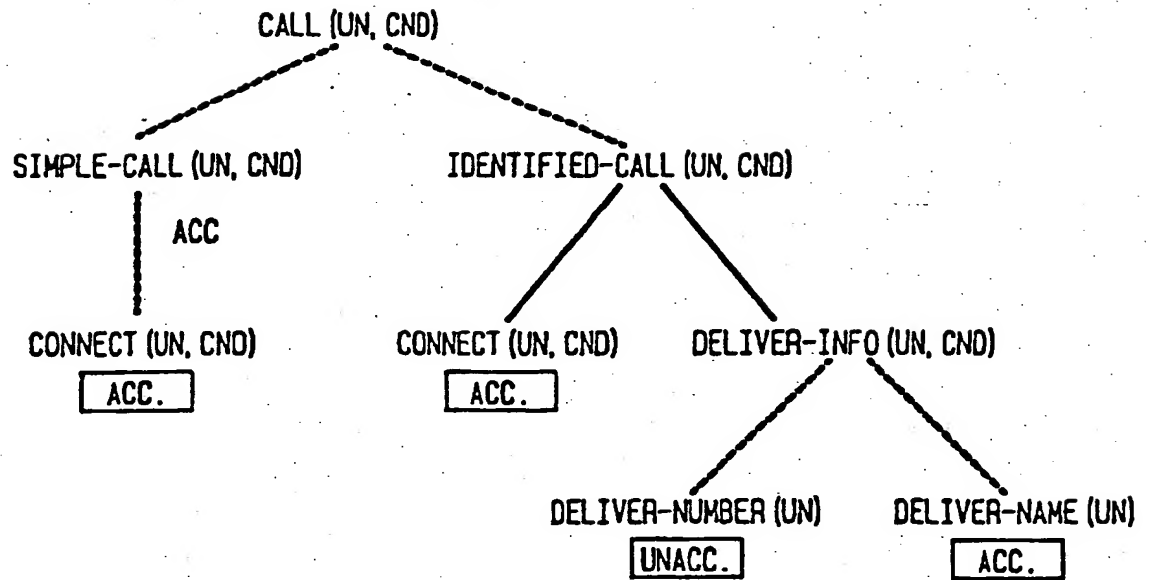 CALL (UN, CND)
SIMPLE-CALL (UN, CND)
IDENTIFIED-CALL (UN, CND)
ACC
CONNECT (UN, CND)
CONNECT (UN, CND)
DELIVER-INFO (UN, CND)
ACC.
ACC.
DELIVER-NUMBER (UN)
DELIVER-NAME (UN)
UNACC.
ACC.